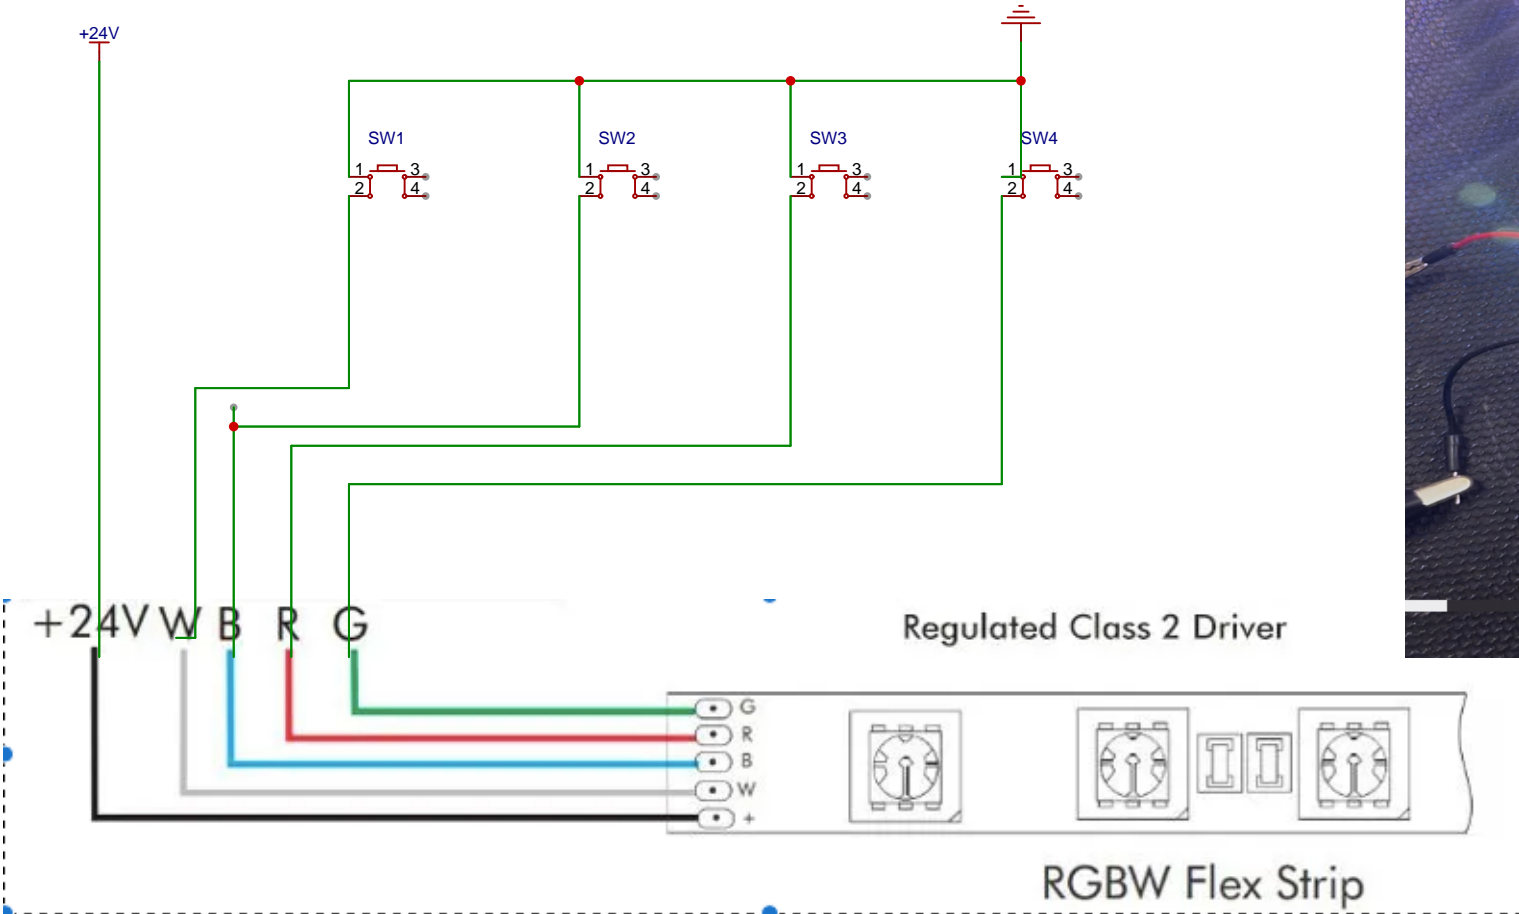 +24V
SW1 SW2 SW3 SW4
1 3 1 3 1 3 1 3
2 4 2 4 2 4 2 4
+24V W B R G
Regulated Class 2 Driver
G
R
B
W
+
RGBW Flex Strip